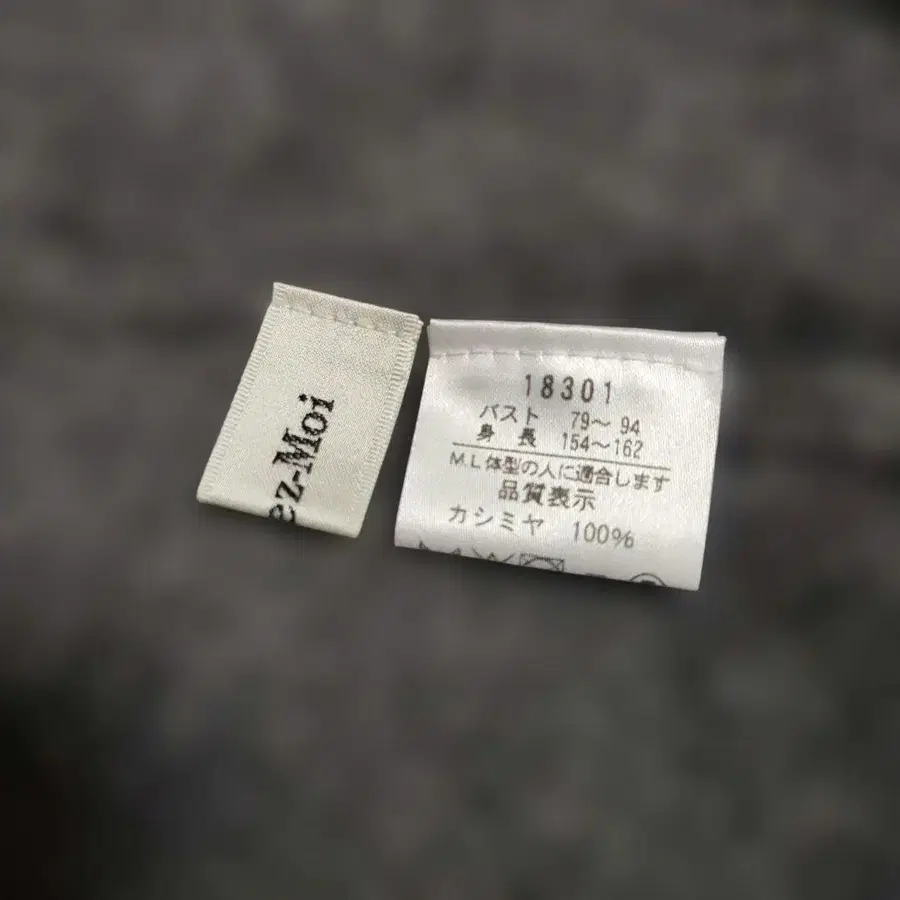 ez-Moi
18301
バスト 79～94
身長 154～162
M.L体型の人に適合します
品質表示
カシミヤ 100%